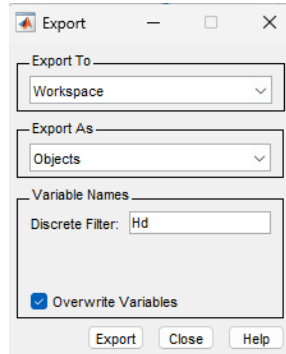 Export
Export To
Workspace
Export As
Objects
Variable Names
Discrete Filter: Hd
Overwrite Variables
Export Close Help